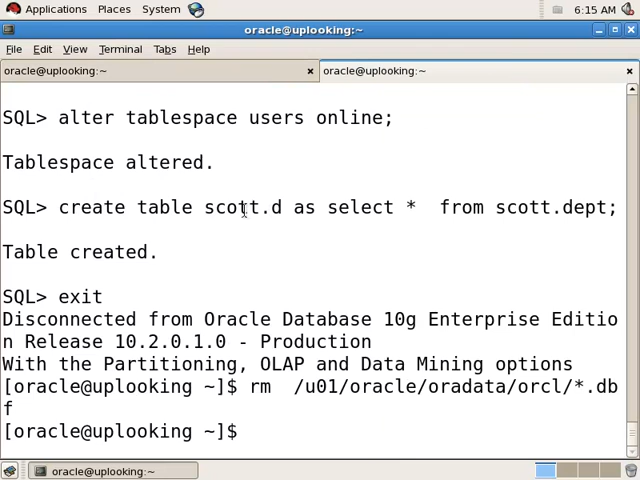 Applications Places System 6:15 AM
oracle@uplooking:~
File Edit View Terminal Tabs Help
oracle@uplooking:~ oracle@uplooking:~
SQL> alter tablespace users online;
Tablespace altered.
SQL> create table scott.d as select *  from scott.dept;
Table created.
SQL> exit
Disconnected from Oracle Database 10g Enterprise Editio
n Release 10.2.0.1.0 - Production
With the Partitioning, OLAP and Data Mining options
[oracle@uplooking ~]$ rm  /u01/oracle/oradata/orcl/*.db
f
[oracle@uplooking ~]$
oracle@uplooking:~